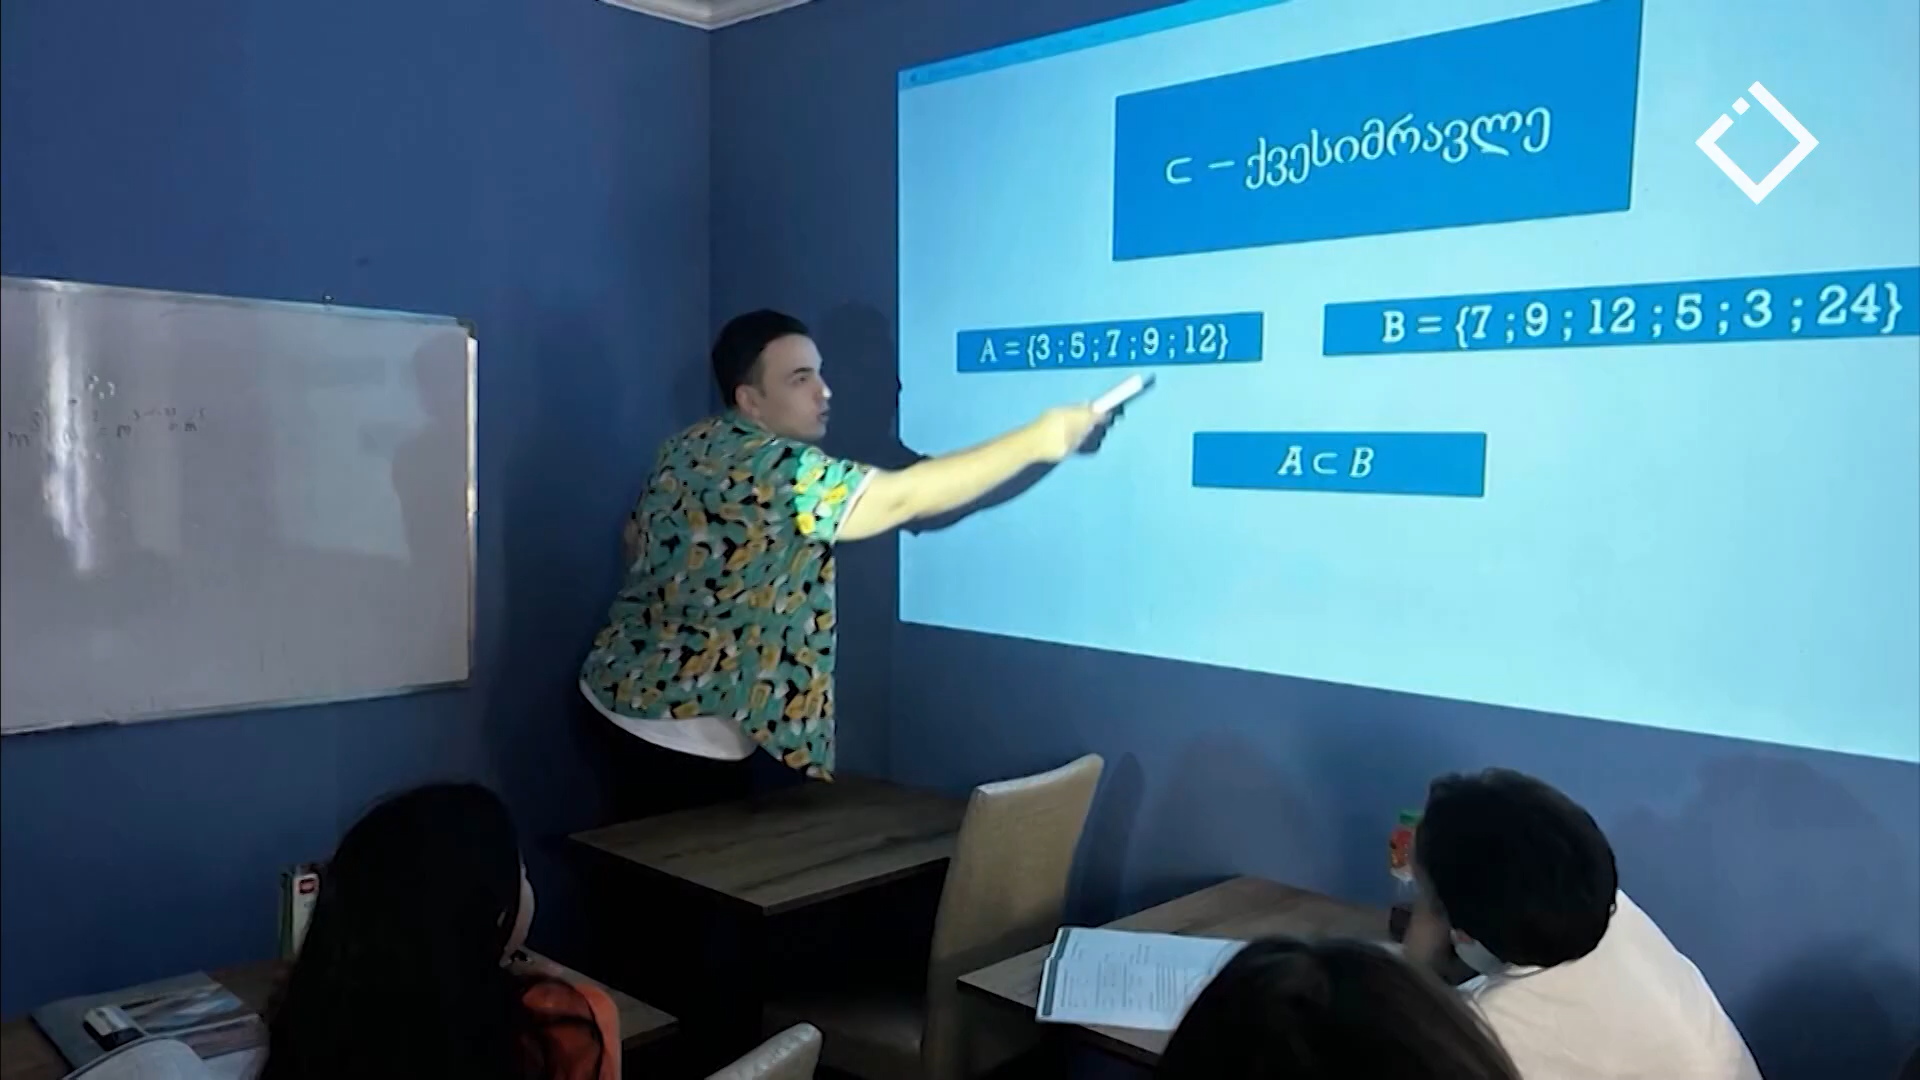 ⊂ – ქვესიმრავლე
A = {3 ; 5 ; 7 ; 9 ; 12}
B = {7 ; 9 ; 12 ; 5 ; 3 ; 24}
A ⊂ B